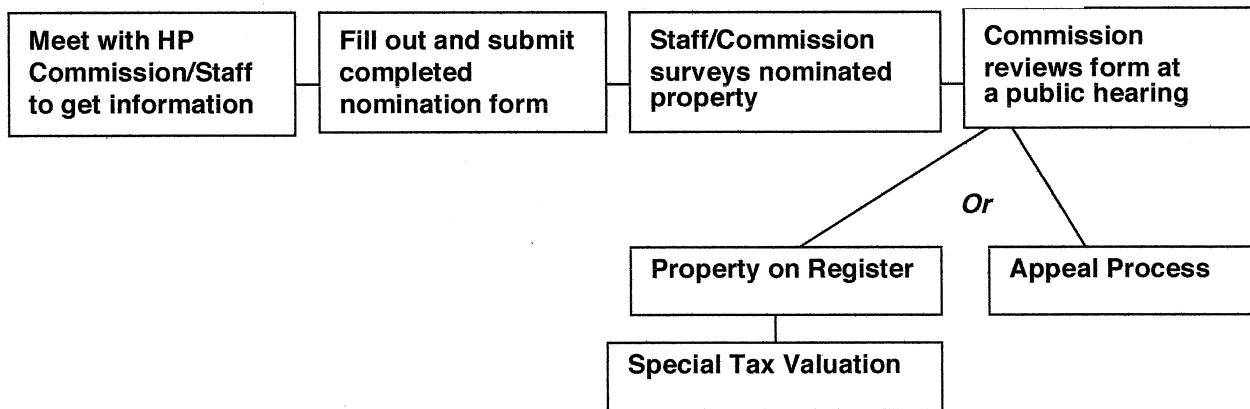 Meet with HP
Commission/Staff
to get information
Fill out and submit
completed
nomination form
Staff/Commission
surveys nominated
property
Commission
reviews form at
a public hearing
Or
Property on Register
Appeal Process
Special Tax Valuation